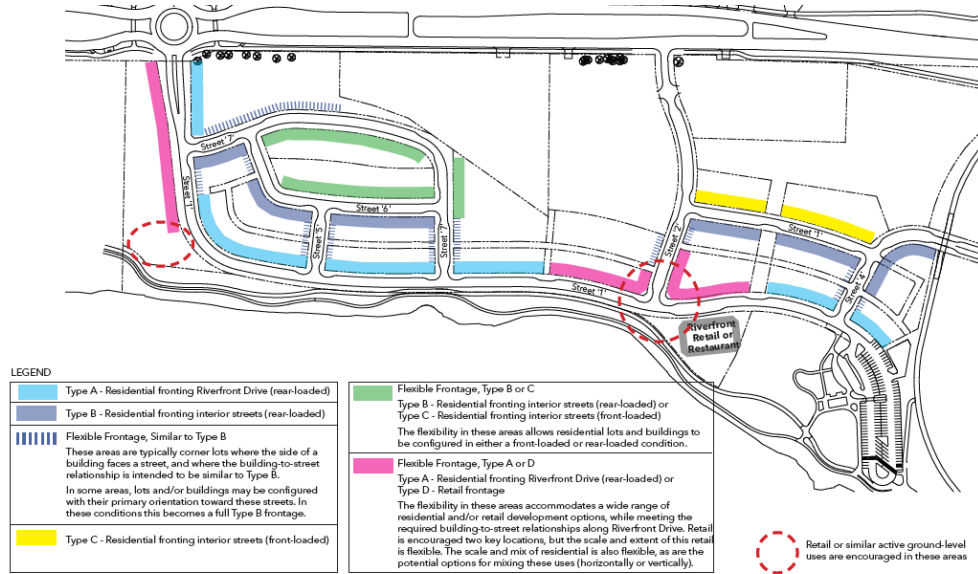 Street '7'
Street '1'
Street '6'
Street '5'
Street '7'
Street '2'
Street '1'
Street '4'
Street '1'
Riverfront
Retail or
Restaurant
LEGEND
Type A - Residential fronting Riverfront Drive (rear-loaded)
Type B - Residential fronting interior streets (rear-loaded)
Flexible Frontage, Similar to Type B
These areas are typically corner lots where the side of a
building faces a street, and where the building-to-street
relationship is intended to be similar to Type B.
In some areas, lots and/or buildings may be configured
with their primary orientation toward these streets. In
these conditions this becomes a full Type B frontage.
Type C - Residential fronting interior streets (front-loaded)
Flexible Frontage, Type B or C
Type B - Residential fronting interior streets (rear-loaded) or
Type C - Residential fronting interior streets (front-loaded)
The flexibility in these areas allows residential lots and buildings to
be configured in either a front-loaded or rear-loaded condition.
Flexible Frontage, Type A or D
Type A - Residential fronting Riverfront Drive (rear-loaded) or
Type D - Retail frontage
The flexibility in these areas accommodates a wide range of
residential and/or retail development options, while meeting the
required building-to-street relationships along Riverfront Drive. Retail
is encouraged two key locations, but the scale and extent of this retail
is flexible. The scale and mix of residential is also flexible, as are the
potential options for mixing these uses (horizontally or vertically).
Retail or similar active ground-level
uses are encouraged in these areas